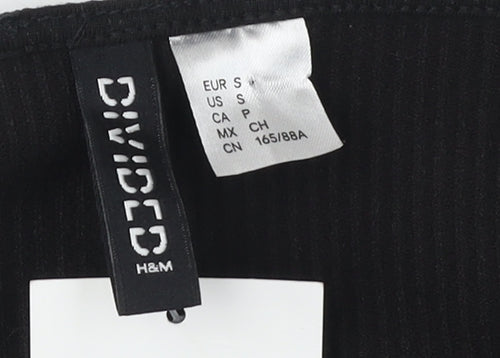 DIVIDED
H&M
EUR S
US S
CA P
MX CH
CN 165/88A